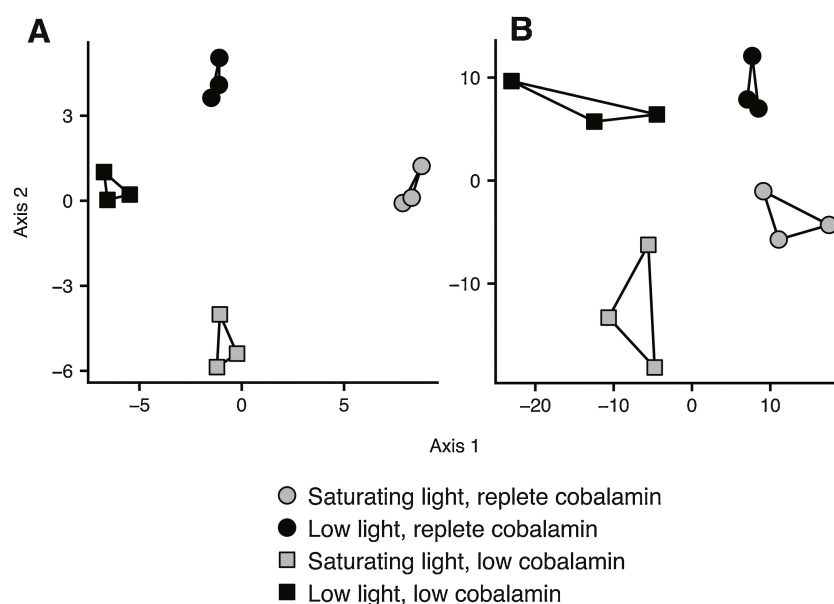 A
B
3
0
−3
−6
Axis 2
−5
0
5
10
0
−10
−20
−10
0
10
Axis 1
Saturating light, replete cobalamin
Low light, replete cobalamin
Saturating light, low cobalamin
Low light, low cobalamin